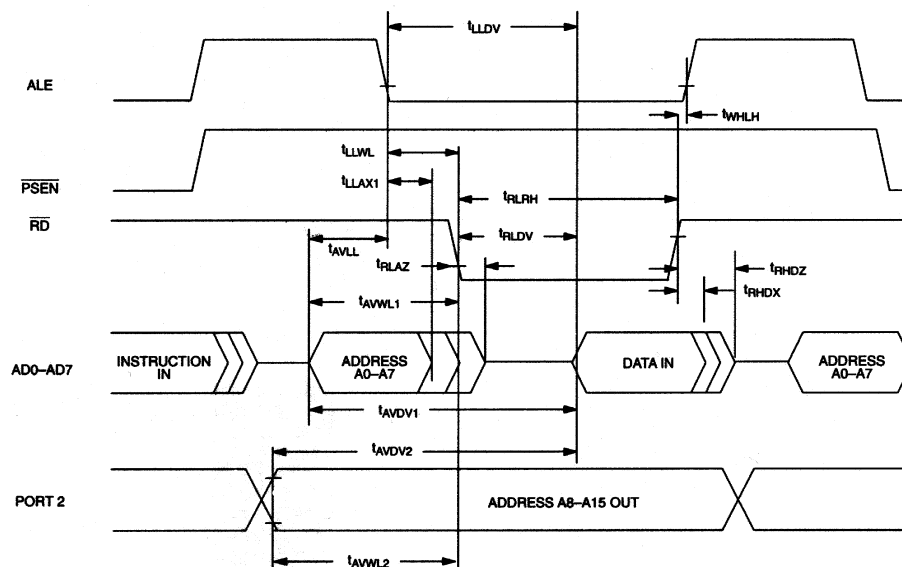 tLLDV
ALE
tWHLH
tLLWL
tLLAX1
PSEN
tRLRH
RD
tRLDV
tAVLL
tRLAZ
tRHDZ
tRHDX
tAVWL1
AD0–AD7
INSTRUCTION
IN
ADDRESS
A0–A7
DATA IN
ADDRESS
A0–A7
tAVDV1
tAVDV2
PORT 2
ADDRESS A8–A15 OUT
tAVWL2